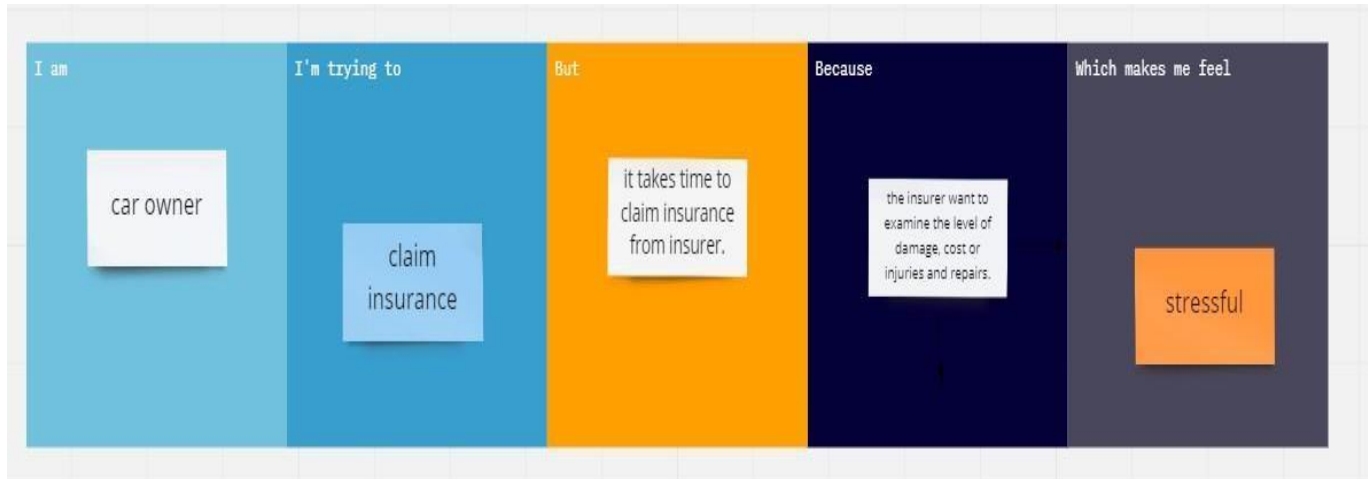 I am
car owner
I'm trying to
claim
insurance
But
it takes time to
claim insurance
from insurer.
Because
the insurer want to
examine the level of
damage, cost or
injuries and repairs.
Which makes me feel
stressful